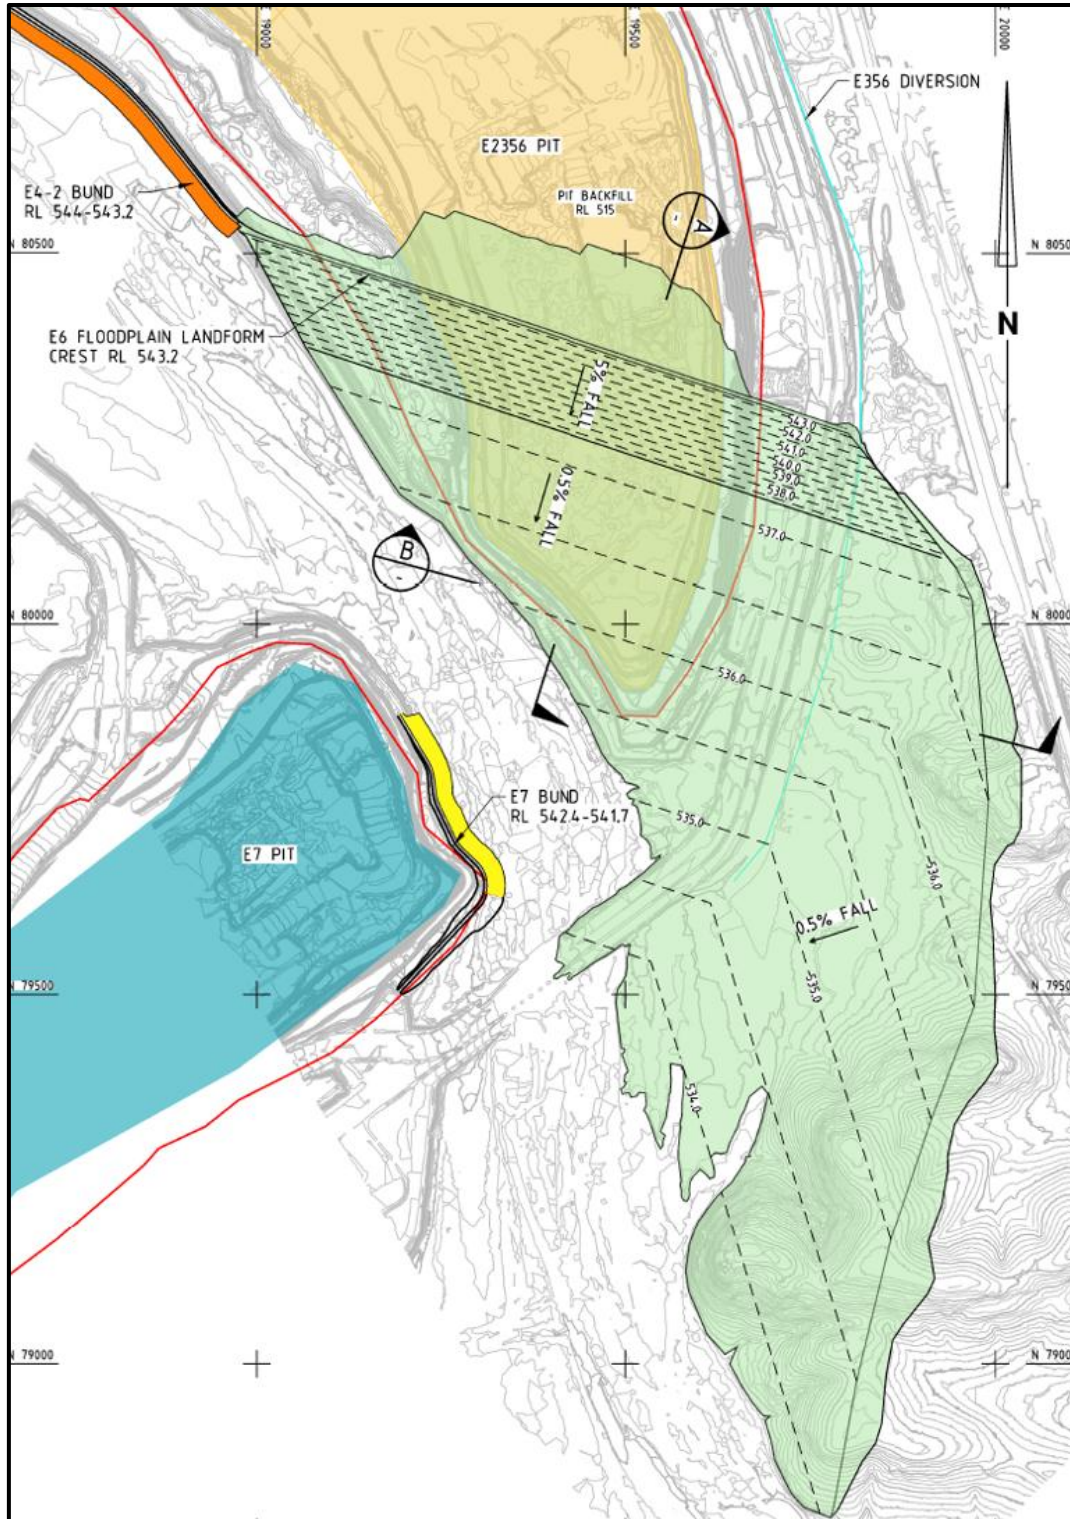 E 19000
E 19500
E 20000
E356 DIVERSION
E2356 PIT
E4-2 BUND
RL 544-543.2
PIT BACKFILL
RL 515
A
-
N 80500
N 8050
E6 FLOODPLAIN LANDFORM
CREST RL 543.2
N
5% FALL
543.0
542.0
541.0
540.0
539.0
538.0
0.5% FALL
537.0
B
-
N 80000
N 8000
536.0
E7 BUND
RL 542.4-541.7
535.0
E7 PIT
536.0
0.5% FALL
535.0
N 79500
N 7950
534.0
N 79000
N 7900